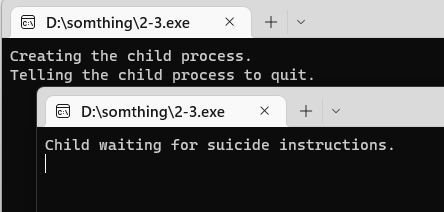 D:\somthing\2-3.exe
Creating the child process.
Telling the child process to quit.
D:\somthing\2-3.exe
Child waiting for suicide instructions.